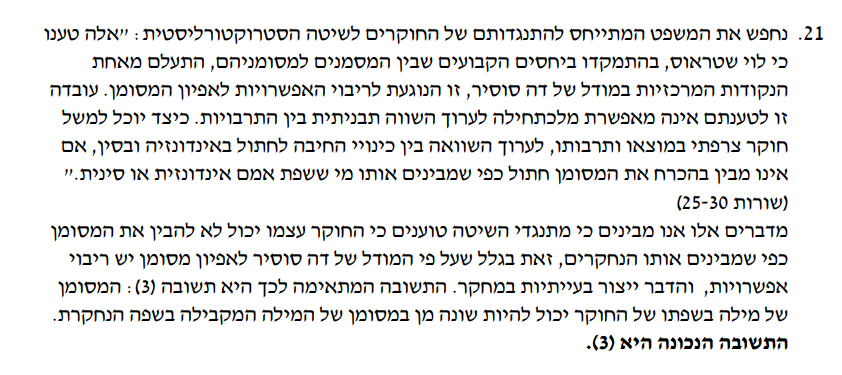 21. נחפש את המשפט המתייחס להתנגדותם של החוקרים לשיטה הסטרוקטורליסטית: "אלה טענו
כי לוי שטראוס, בהתמקדו ביחסים הקבועים שבין המסמנים למסומניהם, התעלם מאחת
הנקודות המרכזיות במודל של דה סוסיר, זו הנוגעת לריבוי האפשרויות לאפיון המסומן. עובדה
זו לטענתם אינה מאפשרת מלכתחילה לערוך השווה תבניתית בין התרבויות. כיצד יוכל למשל
חוקר צרפתי במוצאו ותרבותו, לערוך השוואה בין כינויי החיבה לחתול באינדונזיה ובסין, אם
אינו מבין בהכרח את המסומן חתול כפי שמבינים אותו מי ששפת אמם אינדונזית או סינית."
(שורות 25-30)
מדברים אלו אנו מבינים כי מתנגדי השיטה טוענים כי החוקר עצמו יכול לא להבין את המסומן
כפי שמבינים אותו הנחקרים, זאת בגלל שעל פי המודל של דה סוסיר לאפיון מסומן יש ריבוי
אפשרויות, והדבר ייצור בעייתיות במחקר. התשובה המתאימה לכך היא תשובה (3): המסומן
של מילה בשפתו של החוקר יכול להיות שונה מן במסומן של המילה המקבילה בשפה הנחקרת.
התשובה הנכונה היא (3).